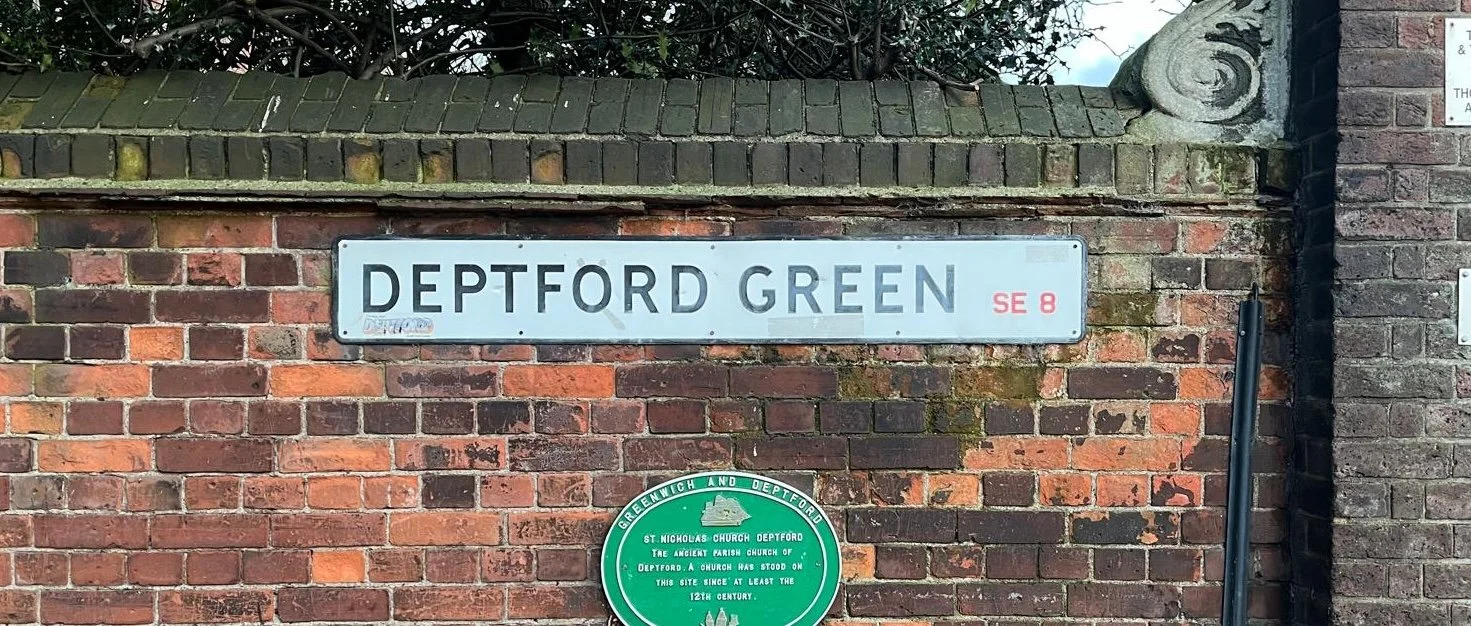 DEPTFORD GREEN SE 8
DEPTFORD
GREENWICH AND DEPTFORD
ST NICHOLAS CHURCH DEPTFORD
THE ANCIENT PARISH CHURCH OF
DEPTFORD. A CHURCH HAS STOOD ON
THIS SITE SINCE AT LEAST THE
12TH CENTURY.